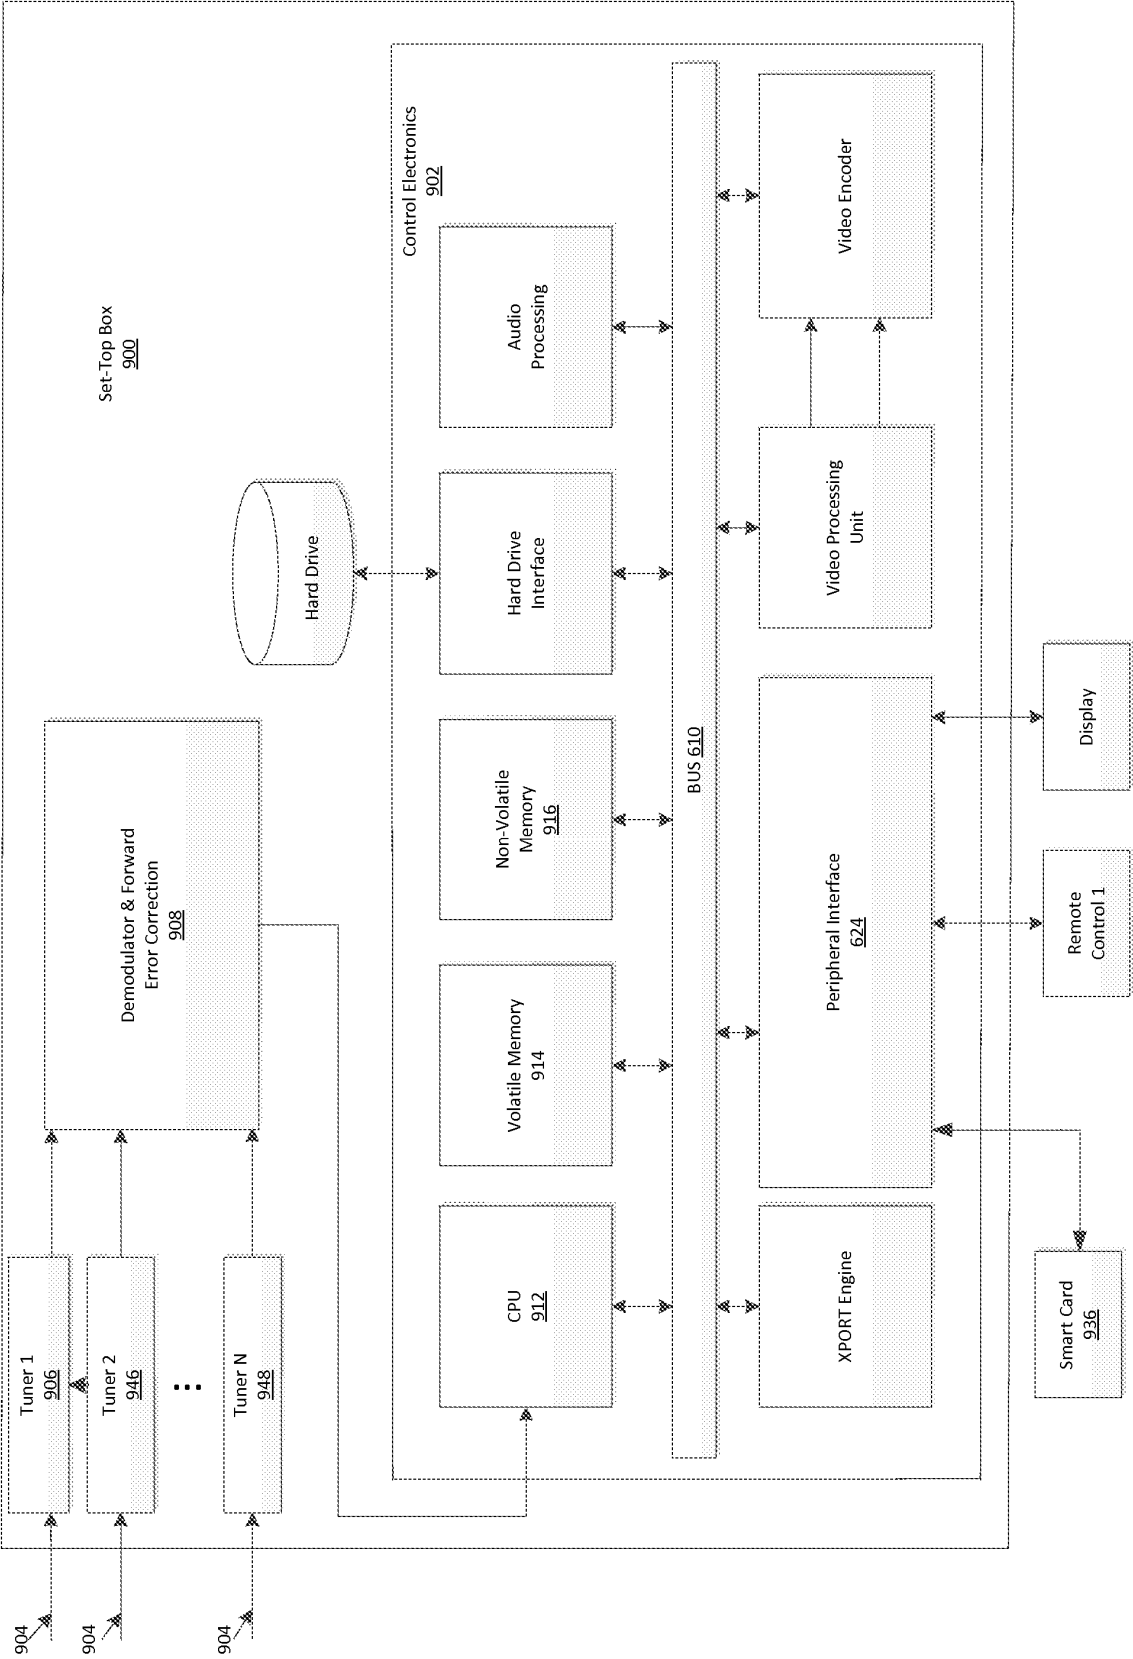 Set-Top Box
900
904
904
904
Tuner 1
906
Tuner 2
946
...
Tuner N
948
Demodulator & Forward
Error Correction
908
Hard Drive
Control Electronics
902
CPU
912
Volatile Memory
914
Non-Volatile
Memory
916
Hard Drive
Interface
Audio
Processing
BUS 610
XPORT Engine
Peripheral Interface
624
Video Processing
Unit
Video Encoder
Smart Card
936
Remote
Control 1
Display